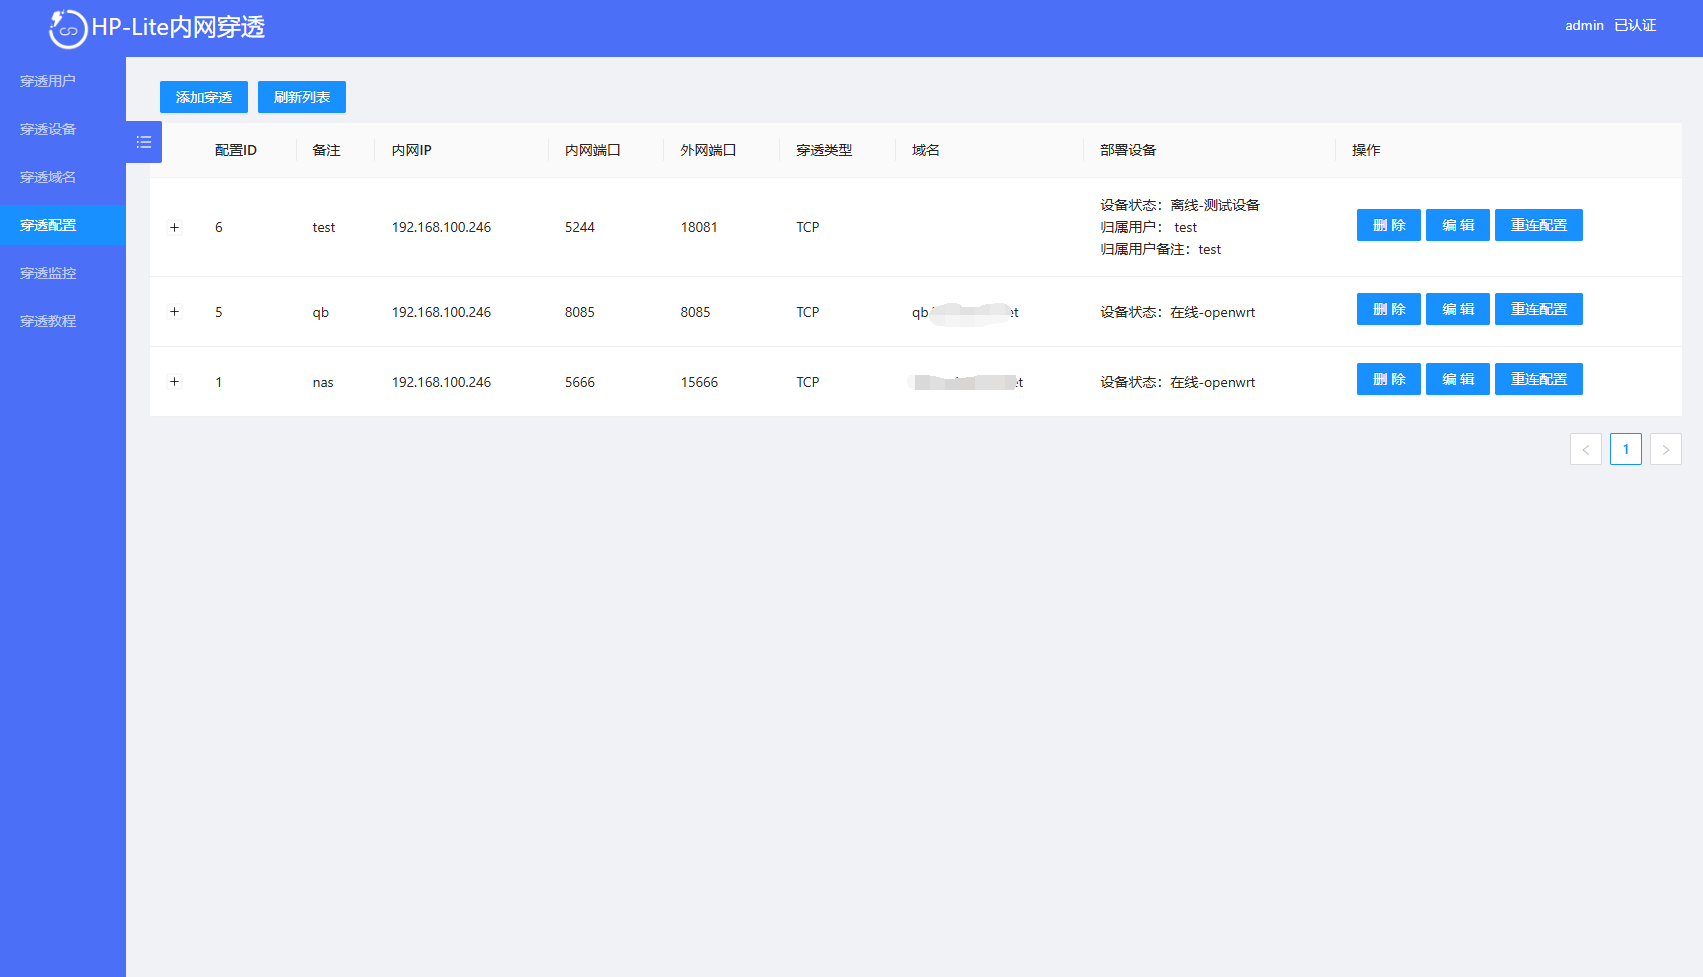 HP-Lite内网穿透
admin 已认证
穿透用户
穿透设备
穿透域名
穿透配置
穿透监控
穿透教程
添加穿透 刷新列表
配置ID 备注 内网IP 内网端口 外网端口 穿透类型 域名 部署设备 操作
设备状态：离线-测试设备
+ 6 test 192.168.100.246 5244 18081 TCP 归属用户： test 删 除 编 辑 重连配置
归属用户备注：test
+ 5 qb 192.168.100.246 8085 8085 TCP qb 设备状态：在线-openwrt 删 除 编 辑 重连配置
+ 1 nas 192.168.100.246 5666 15666 TCP 设备状态：在线-openwrt 删 除 编 辑 重连配置
< 1 >